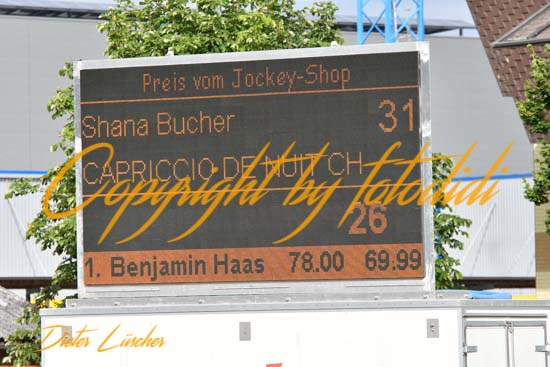 Preis vom Jockey-Shop
Shana Bucher 31
CAPRICCIO DE NUIT CH
Copyright by fotodidi
26
1. Benjamin Haas 78.00 69.99
Dieter Lüscher